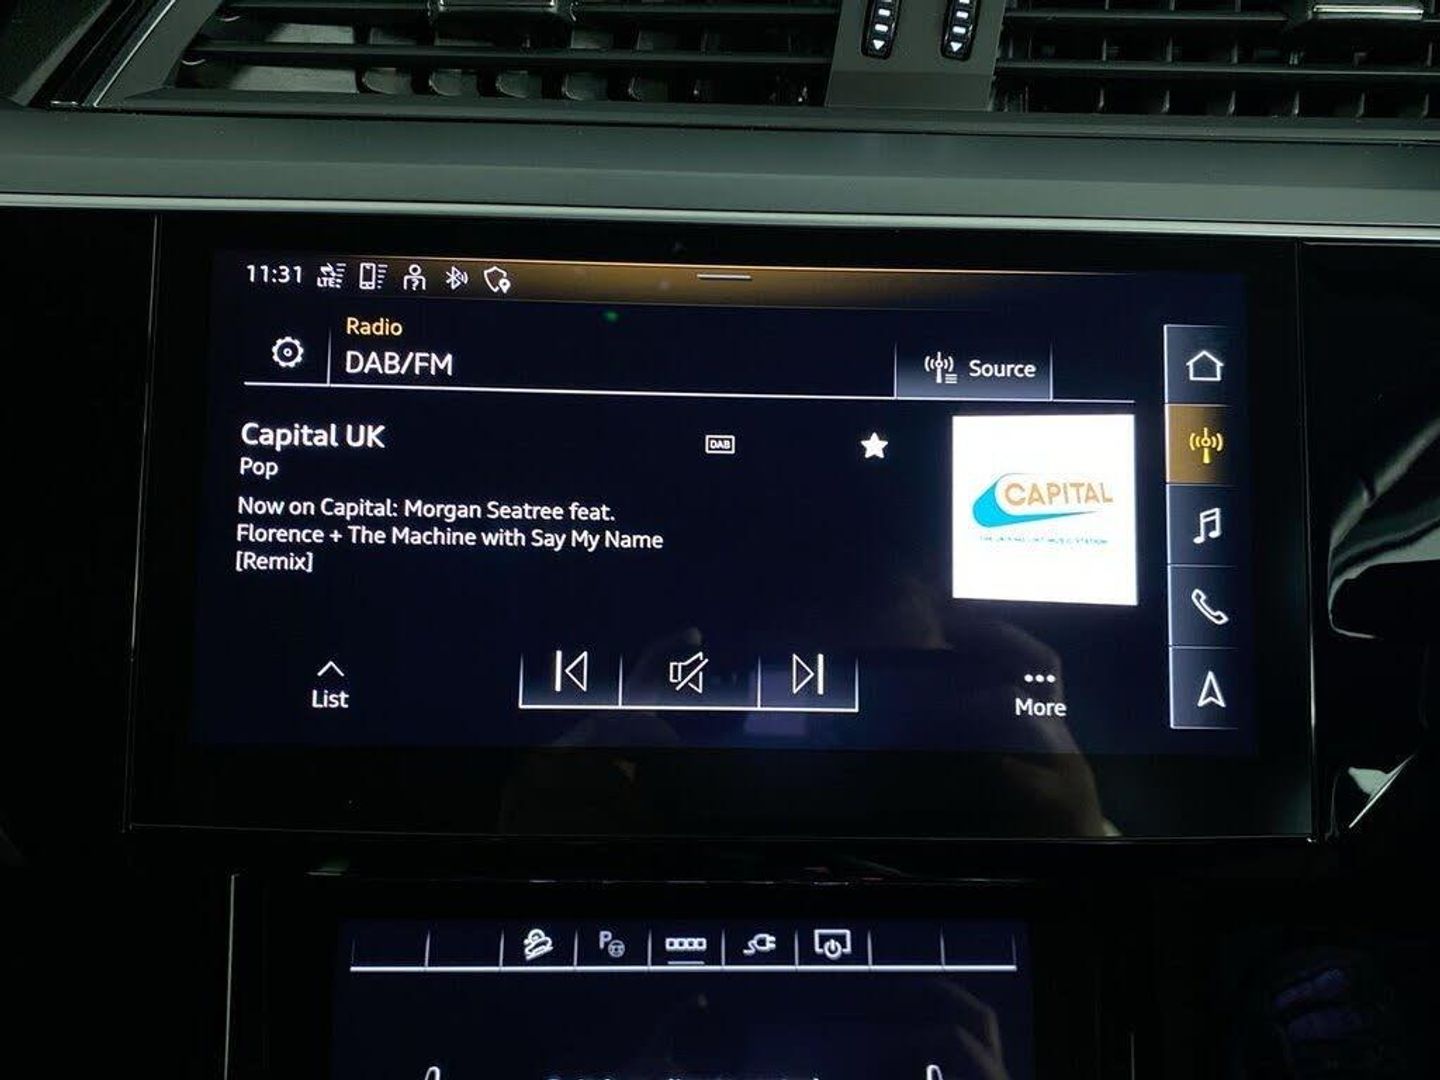 11:31 LTE
Radio
DAB/FM
Source
Capital UK
DAB
Pop
Now on Capital: Morgan Seatree feat.
Florence + The Machine with Say My Name
[Remix]
CAPITAL
List
More
P